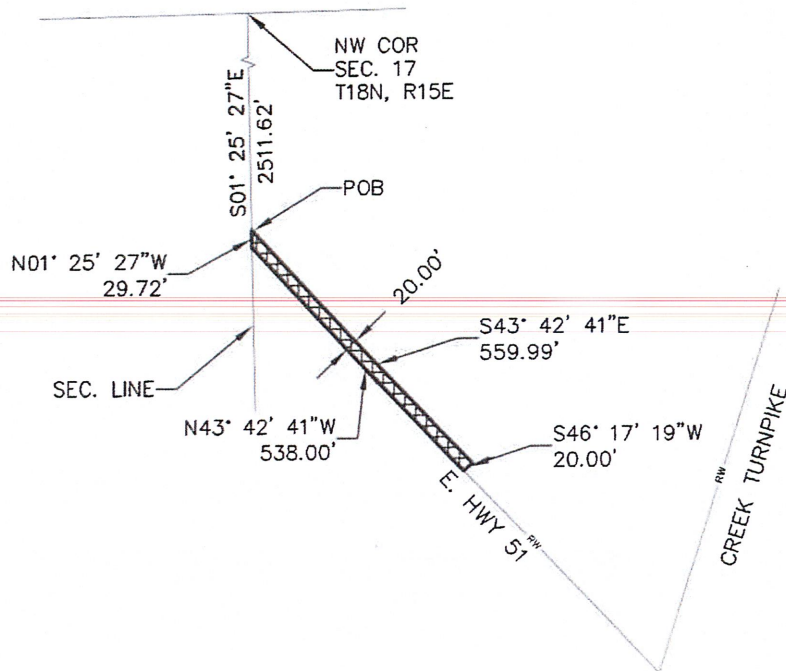 NW COR
SEC. 17
T18N, R15E
S01° 25' 27"E
2511.62'
POB
N01° 25' 27"W
29.72'
20.00'
S43° 42' 41"E
559.99'
SEC. LINE
N43° 42' 41"W
538.00'
S46° 17' 19"W
20.00'
E. HWY 51
RW
RW
CREEK TURNPIKE